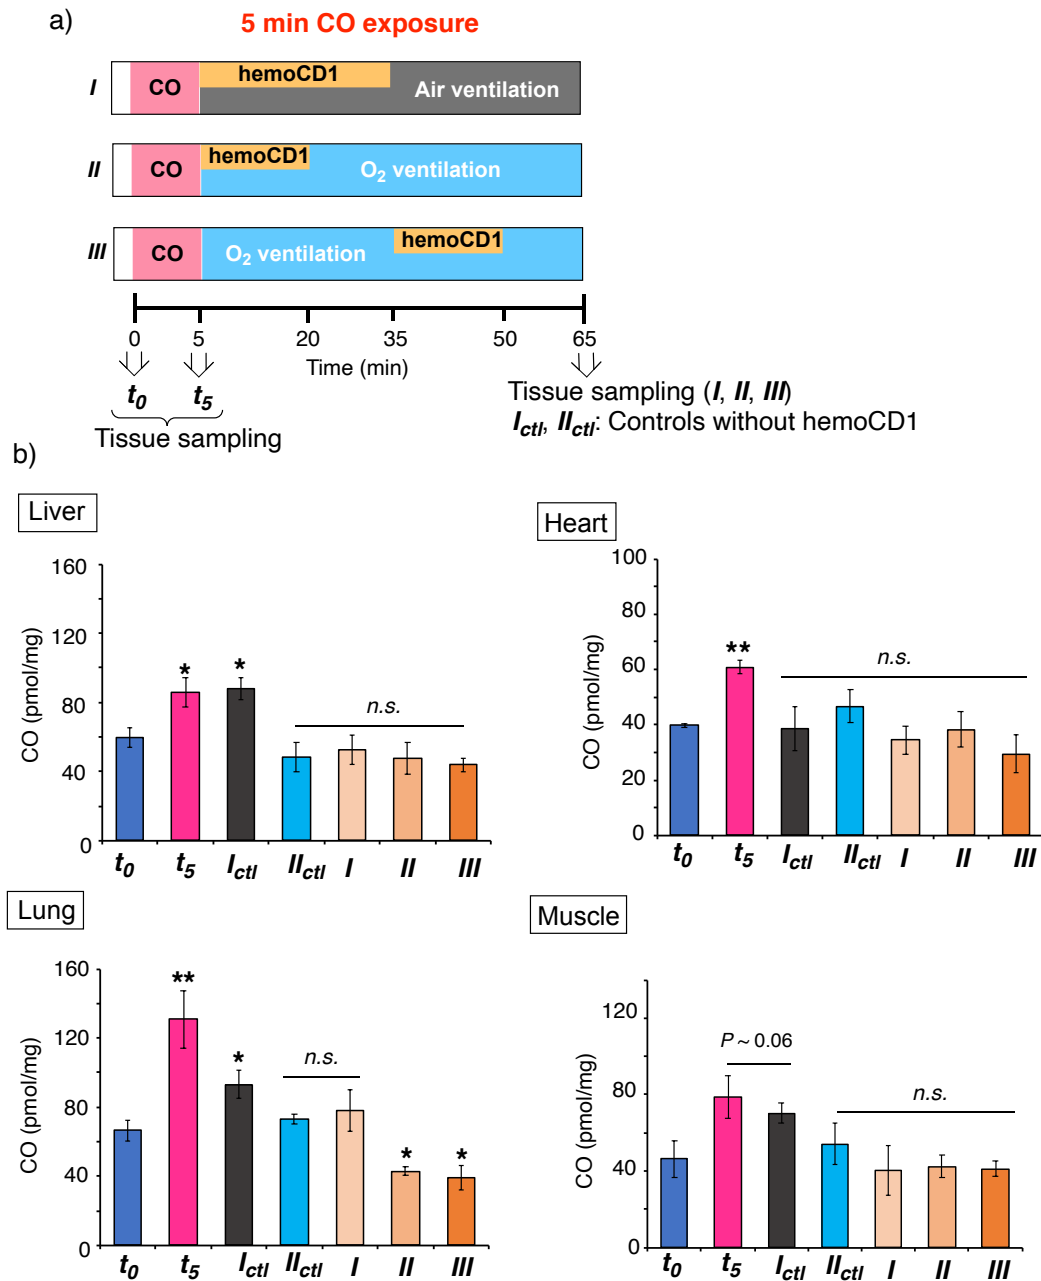 a)
5 min CO exposure
I
CO
hemoCD1
Air ventilation
II
CO
hemoCD1
O2 ventilation
III
CO
O2 ventilation
hemoCD1
0
5
20
35
50
65
Time (min)
t0
t5
Tissue sampling
Tissue sampling (I, II, III)
Ictl, IIctl: Controls without hemoCD1
b)
Liver
CO (pmol/mg)
160
120
80
40
0
*
*
n.s.
t0
t5
Ictl
IIctl
I
II
III
Heart
CO (pmol/mg)
100
80
60
40
20
0
**
n.s.
t0
t5
Ictl
IIctl
I
II
III
Lung
CO (pmol/mg)
160
120
80
40
0
**
*
n.s.
*
*
t0
t5
Ictl
IIctl
I
II
III
Muscle
CO (pmol/mg)
120
80
40
0
P ~ 0.06
n.s.
t0
t5
Ictl
IIctl
I
II
III